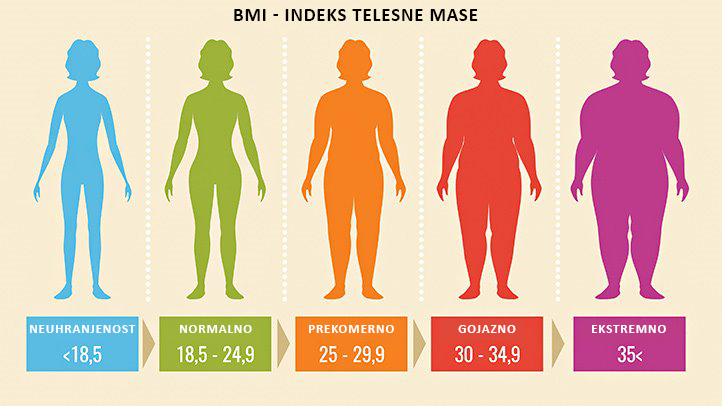 BMI - INDEKS TELESNE MASE
NEUHRANJENOST
<18,5
NORMALNO
18,5 - 24,9
PREKOMERNO
25 - 29,9
GOJAZNO
30 - 34,9
EKSTREMNO
35<